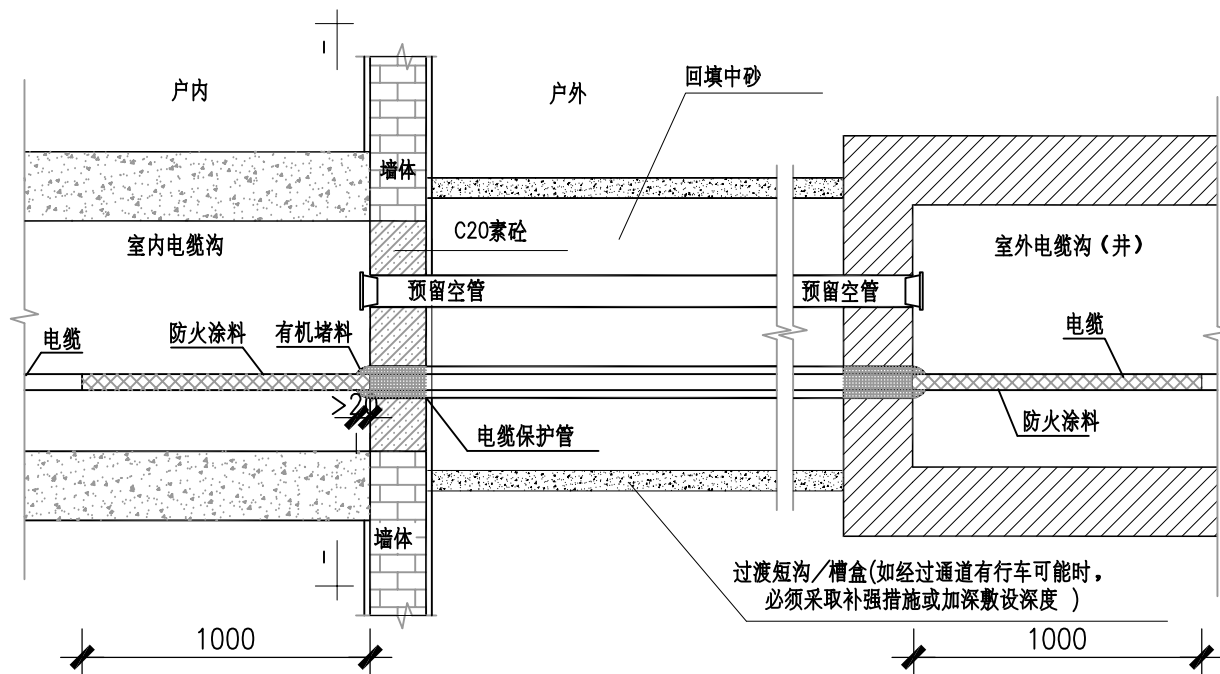 户内
户外
回填中砂
墙体
C20素砼
室内电缆沟
室外电缆沟（井）
预留空管
预留空管
电缆
防火涂料
有机堵料
电缆
>20
防火涂料
电缆保护管
墙体
过渡短沟/槽盒(如经过通道有行车可能时，
必须采取补强措施或加深敷设深度 )
1000
1000